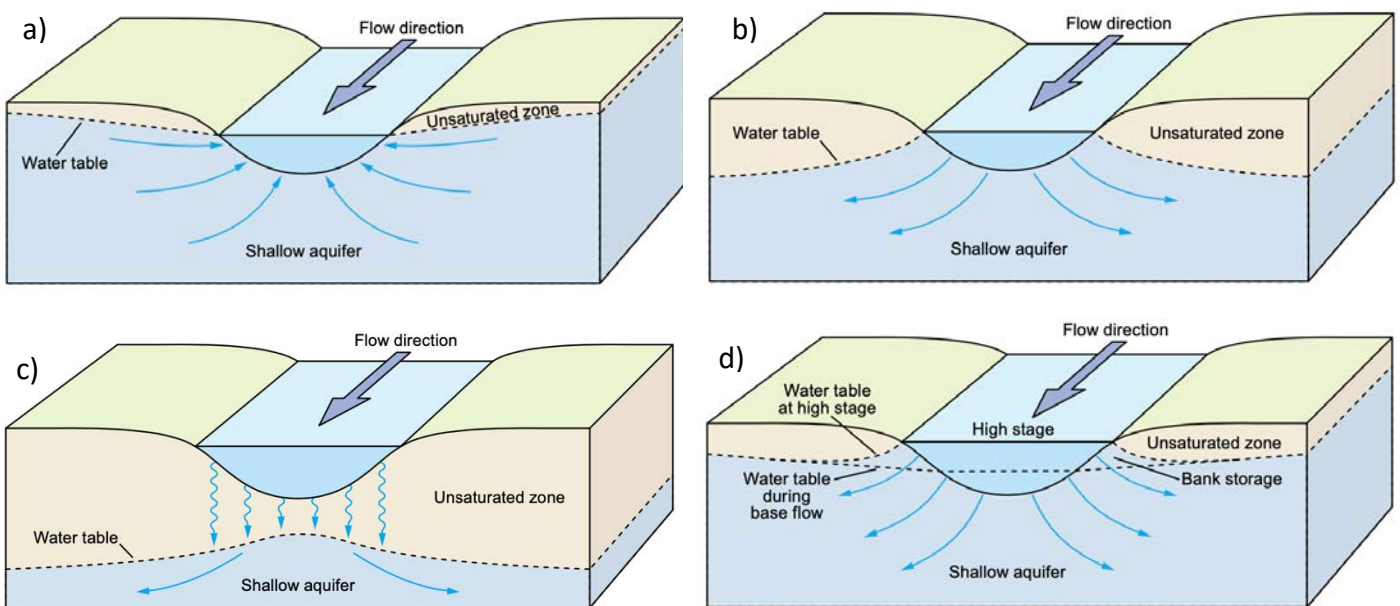 a)
Flow direction
Unsaturated zone
Water table
Shallow aquifer
b)
Flow direction
Water table
Unsaturated zone
Shallow aquifer
c)
Flow direction
Unsaturated zone
Water table
Shallow aquifer
d)
Flow direction
Water table
at high stage
High stage
Unsaturated zone
Water table
during
base flow
Bank storage
Shallow aquifer